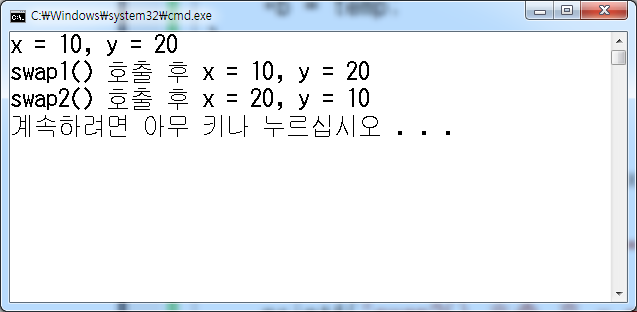 C:\Windows\system32\cmd.exe
x = 10, y = 20
swap1() 호출 후 x = 10, y = 20
swap2() 호출 후 x = 20, y = 10
계속하려면 아무 키나 누르십시오 . . .